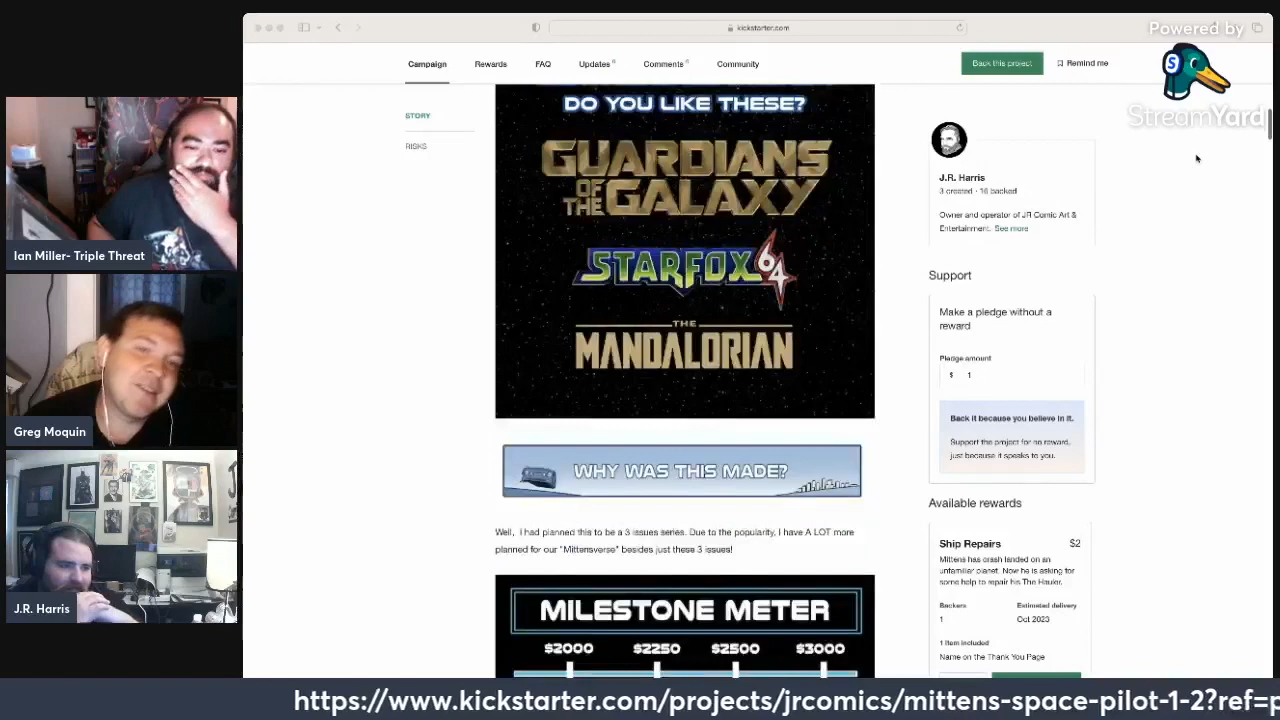 kickstarter.com
Powered by
StreamYard
Campaign
Rewards
FAQ
Updates
Comments
Community
Back this project
Remind me
STORY
RISKS
DO YOU LIKE THESE?
GUARDIANS
OF THE GALAXY
STARFOX 64
THE
MANDALORIAN
WHY WAS THIS MADE?
Well, i had planned this to be a 3 issues series. Due to the popularity, I have A LOT more
planned for our "Mittensverse" besides just these 3 issues!
MILESTONE METER
$2000
$2250
$2500
$3000
J.R. Harris
3 created · 16 backed
Owner and operator of JR Comic Art &
Entertainment. See more
Support
Make a pledge without a
reward
Pledge amount
$ 1
Back it because you believe in it.
Support the project for no reward,
just because it speaks to you.
Available rewards
Ship Repairs $2
Mittens has crash landed on an
unfamiliar planet. Now he is asking for
some help to repair his The Hauler.
Backers
1
Estimated delivery
Oct 2023
1 item included
Name on the Thank You Page
Ian Miller- Triple Threat
Greg Moquin
J.R. Harris
https://www.kickstarter.com/projects/jrcomics/mittens-space-pilot-1-2?ref=p